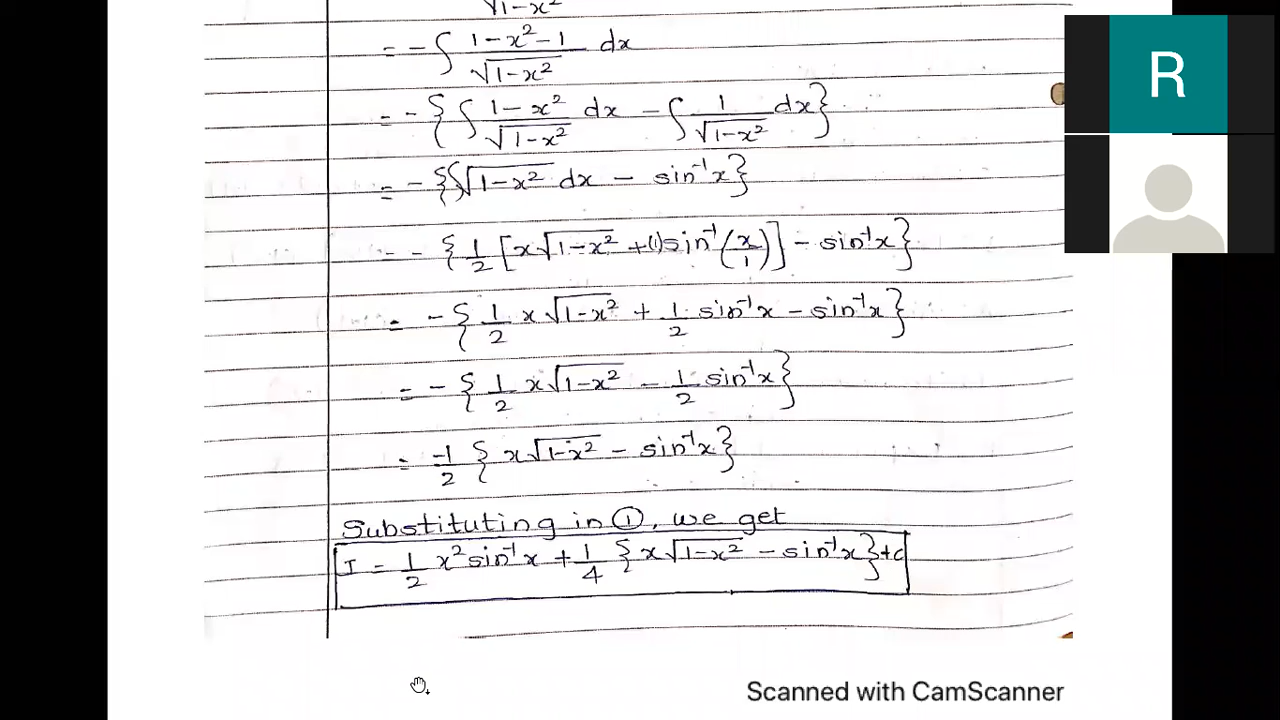 √1-x²
= -∫ 1-x²-1/√1-x² dx
= -{∫ 1-x²/√1-x² dx - ∫ 1/√1-x² dx}
= -{∫√1-x² dx - sin⁻¹x}
= - {1/2 [x√1-x² + (1)sin⁻¹(x/1)] - sin⁻¹x}
= -{1/2 x√1-x² + 1/2 sin⁻¹x - sin⁻¹x}
= -{1/2 x√1-x² - 1/2 sin⁻¹x}
= -1/2 {x√1-x² - sin⁻¹x}
Substituting in ①, we get
I = 1/2 x² sin⁻¹x + 1/4 {x√1-x² - sin⁻¹x} + c
Scanned with CamScanner
R